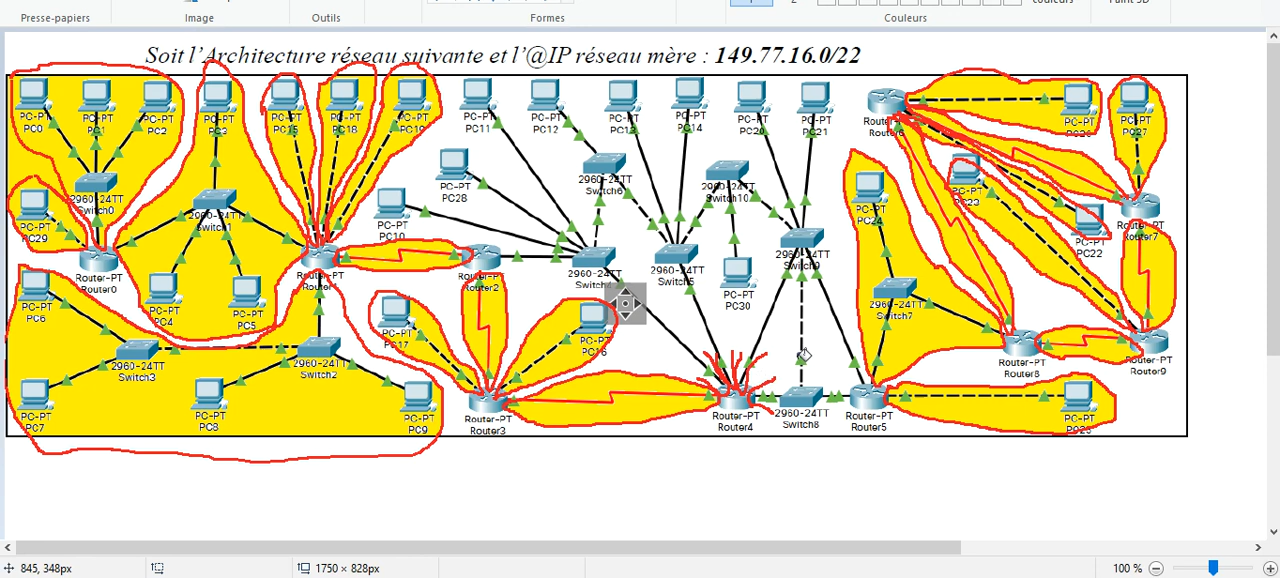 Presse-papiers Image Outils Formes Couleurs
Soit l'Architecture réseau suivante et l'@IP réseau mère : 149.77.16.0/22
PC-PT PC0
PC-PT PC1
PC-PT PC2
PC-PT PC3
PC-PT PC15
PC-PT PC18
PC-PT PC19
PC-PT PC11
PC-PT PC12
PC-PT PC13
PC-PT PC14
PC-PT PC20
PC-PT PC21
Router6
PC-PT
PC-PT PC27
PC-PT PC28
2960-24TT Switch6
2960-24TT Switch10
PC-PT PC23
2960-24TT Switch0
2960-24TT Switch1
PC-PT PC29
PC-PT PC10
PC-PT PC24
PC-PT PC22
Router-PT Router7
Router-PT Router0
Router-PT
Router-PT Router2
2960-24TT Switch4
2960-24TT Switch5
2960-24TT Switch9
PC-PT PC30
PC-PT PC6
PC-PT PC4
PC-PT PC5
PC-PT PC17
PC-PT PC16
2960-24TT Switch7
2960-24TT Switch3
2960-24TT Switch2
Router-PT Router8
Router-PT Router9
PC-PT PC7
PC-PT PC8
PC-PT PC9
Router-PT Router3
Router-PT Router4
2960-24TT Switch8
Router-PT Router5
PC-PT
845, 348px 1750 × 828px 100 %